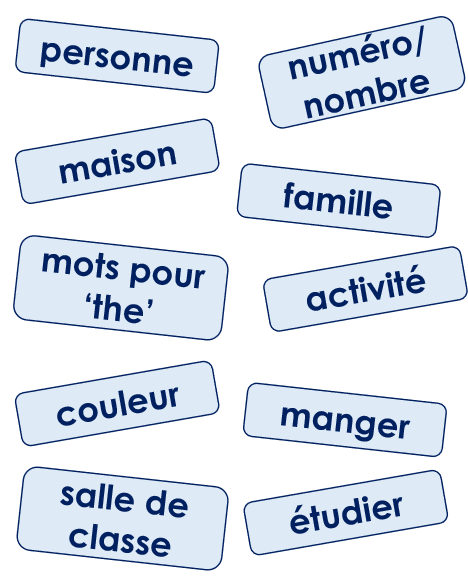 personne
numéro/
nombre
maison
famille
mots pour
‘the’
activité
couleur
manger
salle de
classe
étudier